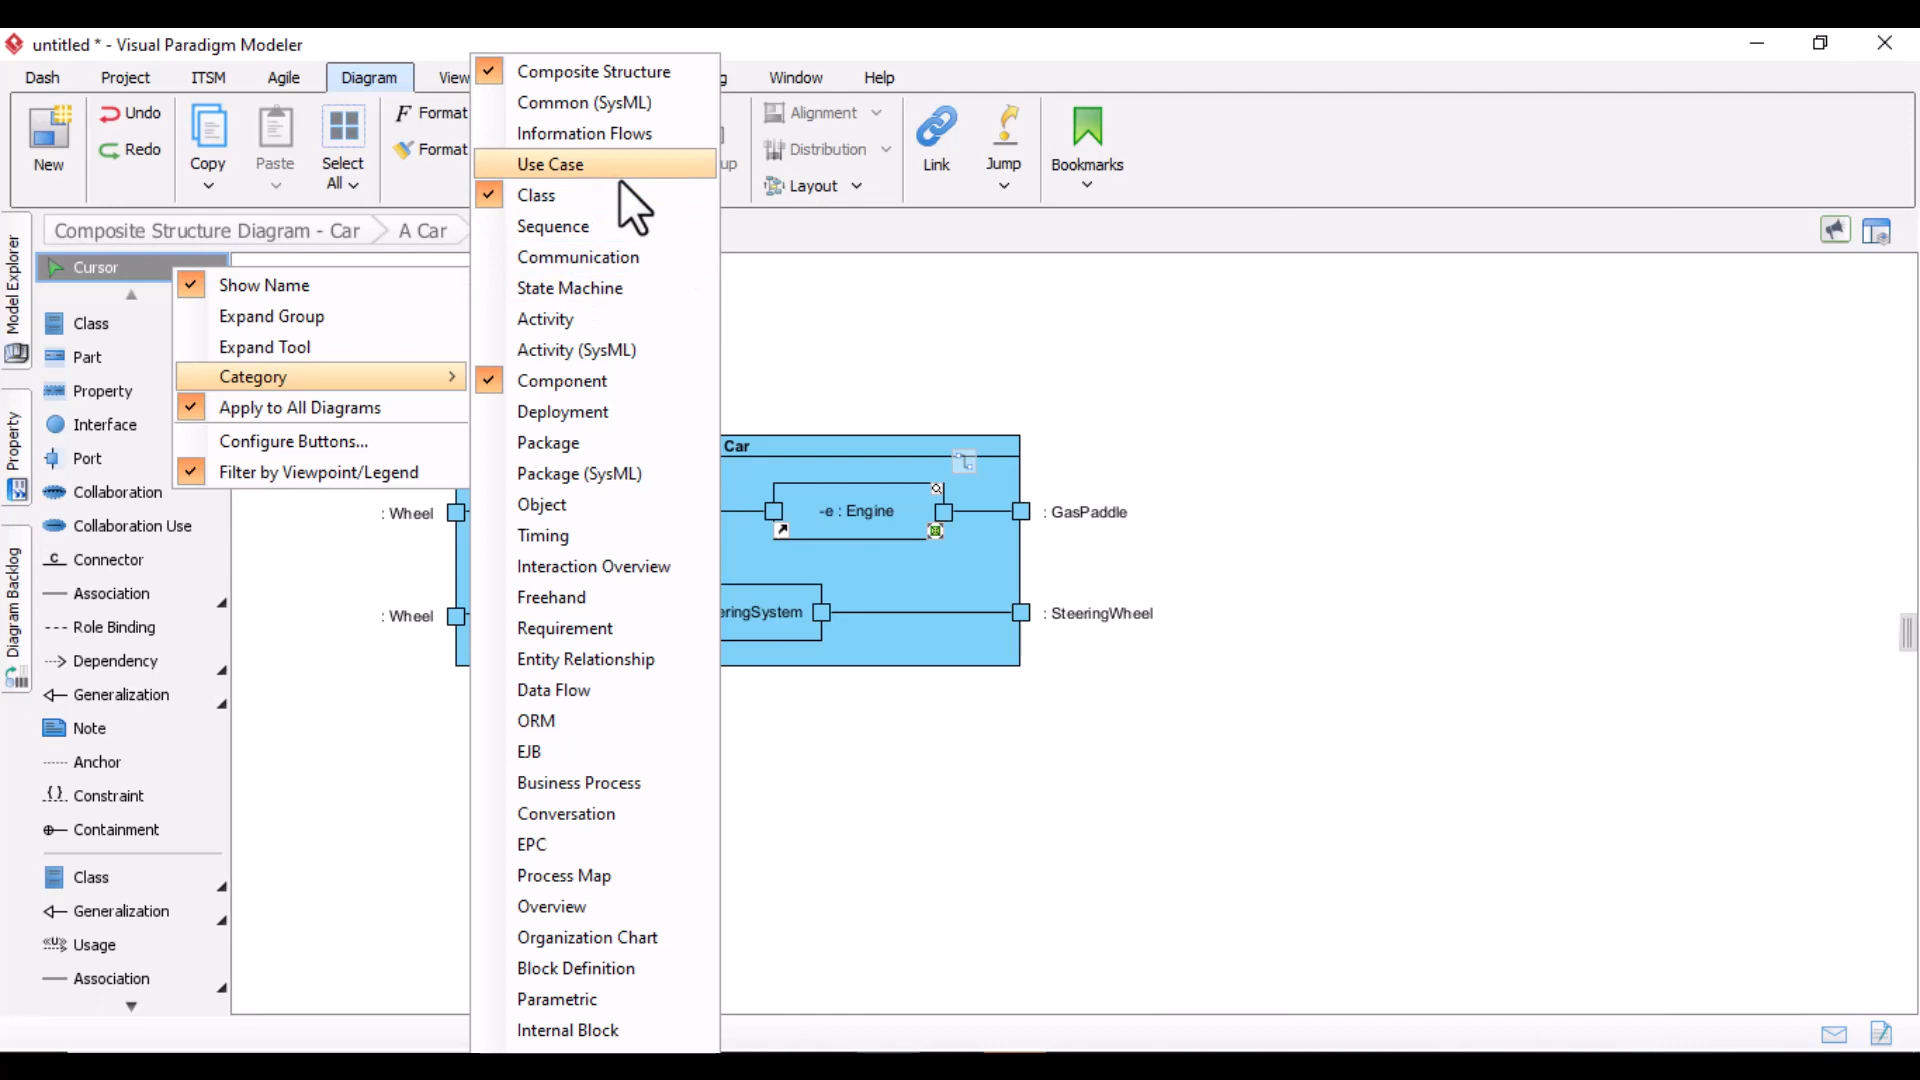 untitled * - Visual Paradigm Modeler
Dash Project ITSM Agile Diagram View Window Help
New
Undo
Redo
Copy
Paste
Select
All
Format
Format
Alignment
Distribution
Layout
Link
Jump
Bookmarks
Composite Structure Diagram - Car
A Car
Model Explorer
Property
Diagram Backlog
Cursor
Class
Part
Property
Interface
Port
Collaboration
Collaboration Use
Connector
Association
Role Binding
Dependency
Generalization
Note
Anchor
Constraint
Containment
Class
Generalization
Usage
Association
Show Name
Expand Group
Expand Tool
Category
Apply to All Diagrams
Configure Buttons...
Filter by Viewpoint/Legend
Composite Structure
Common (SysML)
Information Flows
Use Case
Class
Sequence
Communication
State Machine
Activity
Activity (SysML)
Component
Deployment
Package
Package (SysML)
Object
Timing
Interaction Overview
Freehand
Requirement
Entity Relationship
Data Flow
ORM
EJB
Business Process
Conversation
EPC
Process Map
Overview
Organization Chart
Block Definition
Parametric
Internal Block
Car
: Wheel
-e : Engine
: GasPaddle
: Wheel
eringSystem
: SteeringWheel